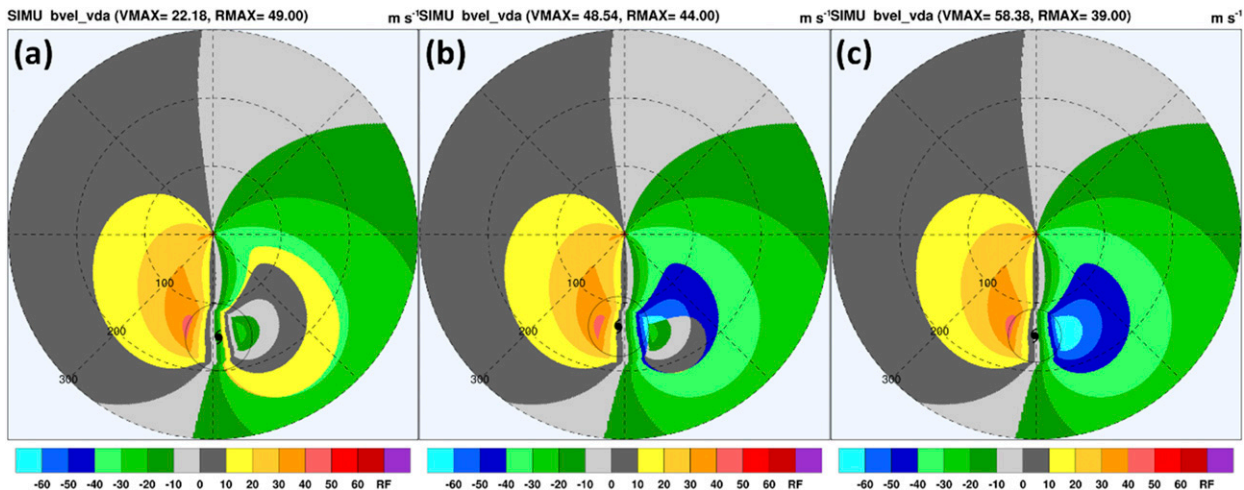 SIMU bvel_vda (VMAX= 22.18, RMAX= 49.00) m s⁻¹
SIMU bvel_vda (VMAX= 48.54, RMAX= 44.00) m s⁻¹
SIMU bvel_vda (VMAX= 58.38, RMAX= 39.00) m s⁻¹
(a)
(b)
(c)
100
200
300
100
200
300
100
200
300
-60 -50 -40 -30 -20 -10 0 10 20 30 40 50 60 RF
-60 -50 -40 -30 -20 -10 0 10 20 30 40 50 60 RF
-60 -50 -40 -30 -20 -10 0 10 20 30 40 50 60 RF